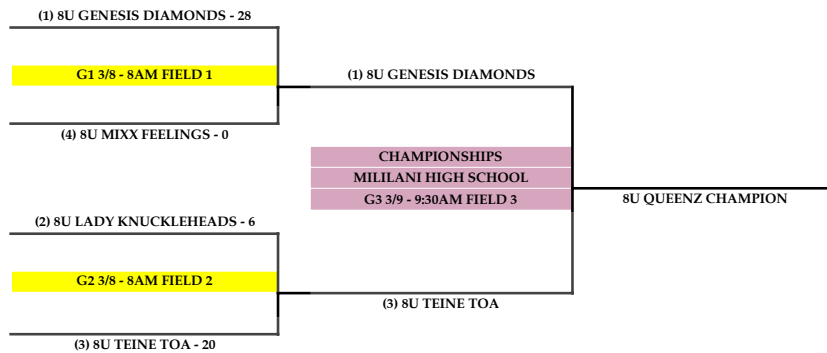 (1) 8U GENESIS DIAMONDS - 28
G1 3/8 - 8AM FIELD 1
(1) 8U GENESIS DIAMONDS
(4) 8U MIXX FEELINGS - 0
CHAMPIONSHIPS
MILILANI HIGH SCHOOL
G3 3/9 - 9:30AM FIELD 3
8U QUEENZ CHAMPION
(2) 8U LADY KNUCKLEHEADS - 6
G2 3/8 - 8AM FIELD 2
(3) 8U TEINE TOA
(3) 8U TEINE TOA - 20